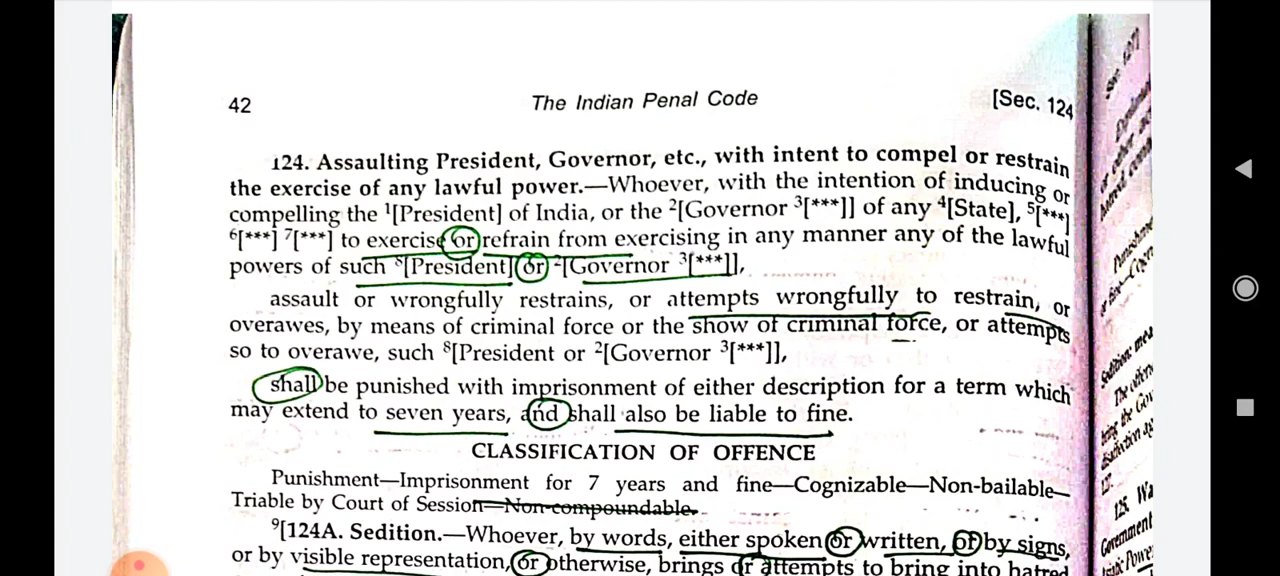 42 The Indian Penal Code [Sec. 124
124. Assaulting President, Governor, etc., with intent to compel or restrain
the exercise of any lawful power.—Whoever, with the intention of inducing or
compelling the ¹[President] of India, or the ²[Governor ³[***]] of any ⁴[State], ⁵[***]
⁶[***] ⁷[***] to exercise or refrain from exercising in any manner any of the lawful
powers of such ⁸[President] or ²[Governor ³[***]],
assault or wrongfully restrains, or attempts wrongfully to restrain, or
overawes, by means of criminal force or the show of criminal force, or attempts
so to overawe, such ⁸[President or ²[Governor ³[***]],
shall be punished with imprisonment of either description for a term which
may extend to seven years, and shall also be liable to fine.
CLASSIFICATION OF OFFENCE
Punishment—Imprisonment for 7 years and fine—Cognizable—Non-bailable—
Triable by Court of Session—Non-compoundable.
⁹[124A. Sedition.—Whoever, by words, either spoken or written, or by signs,
or by visible representation, or otherwise, brings or attempts to bring into hatred
Sec. 127]
125. Wa
Government